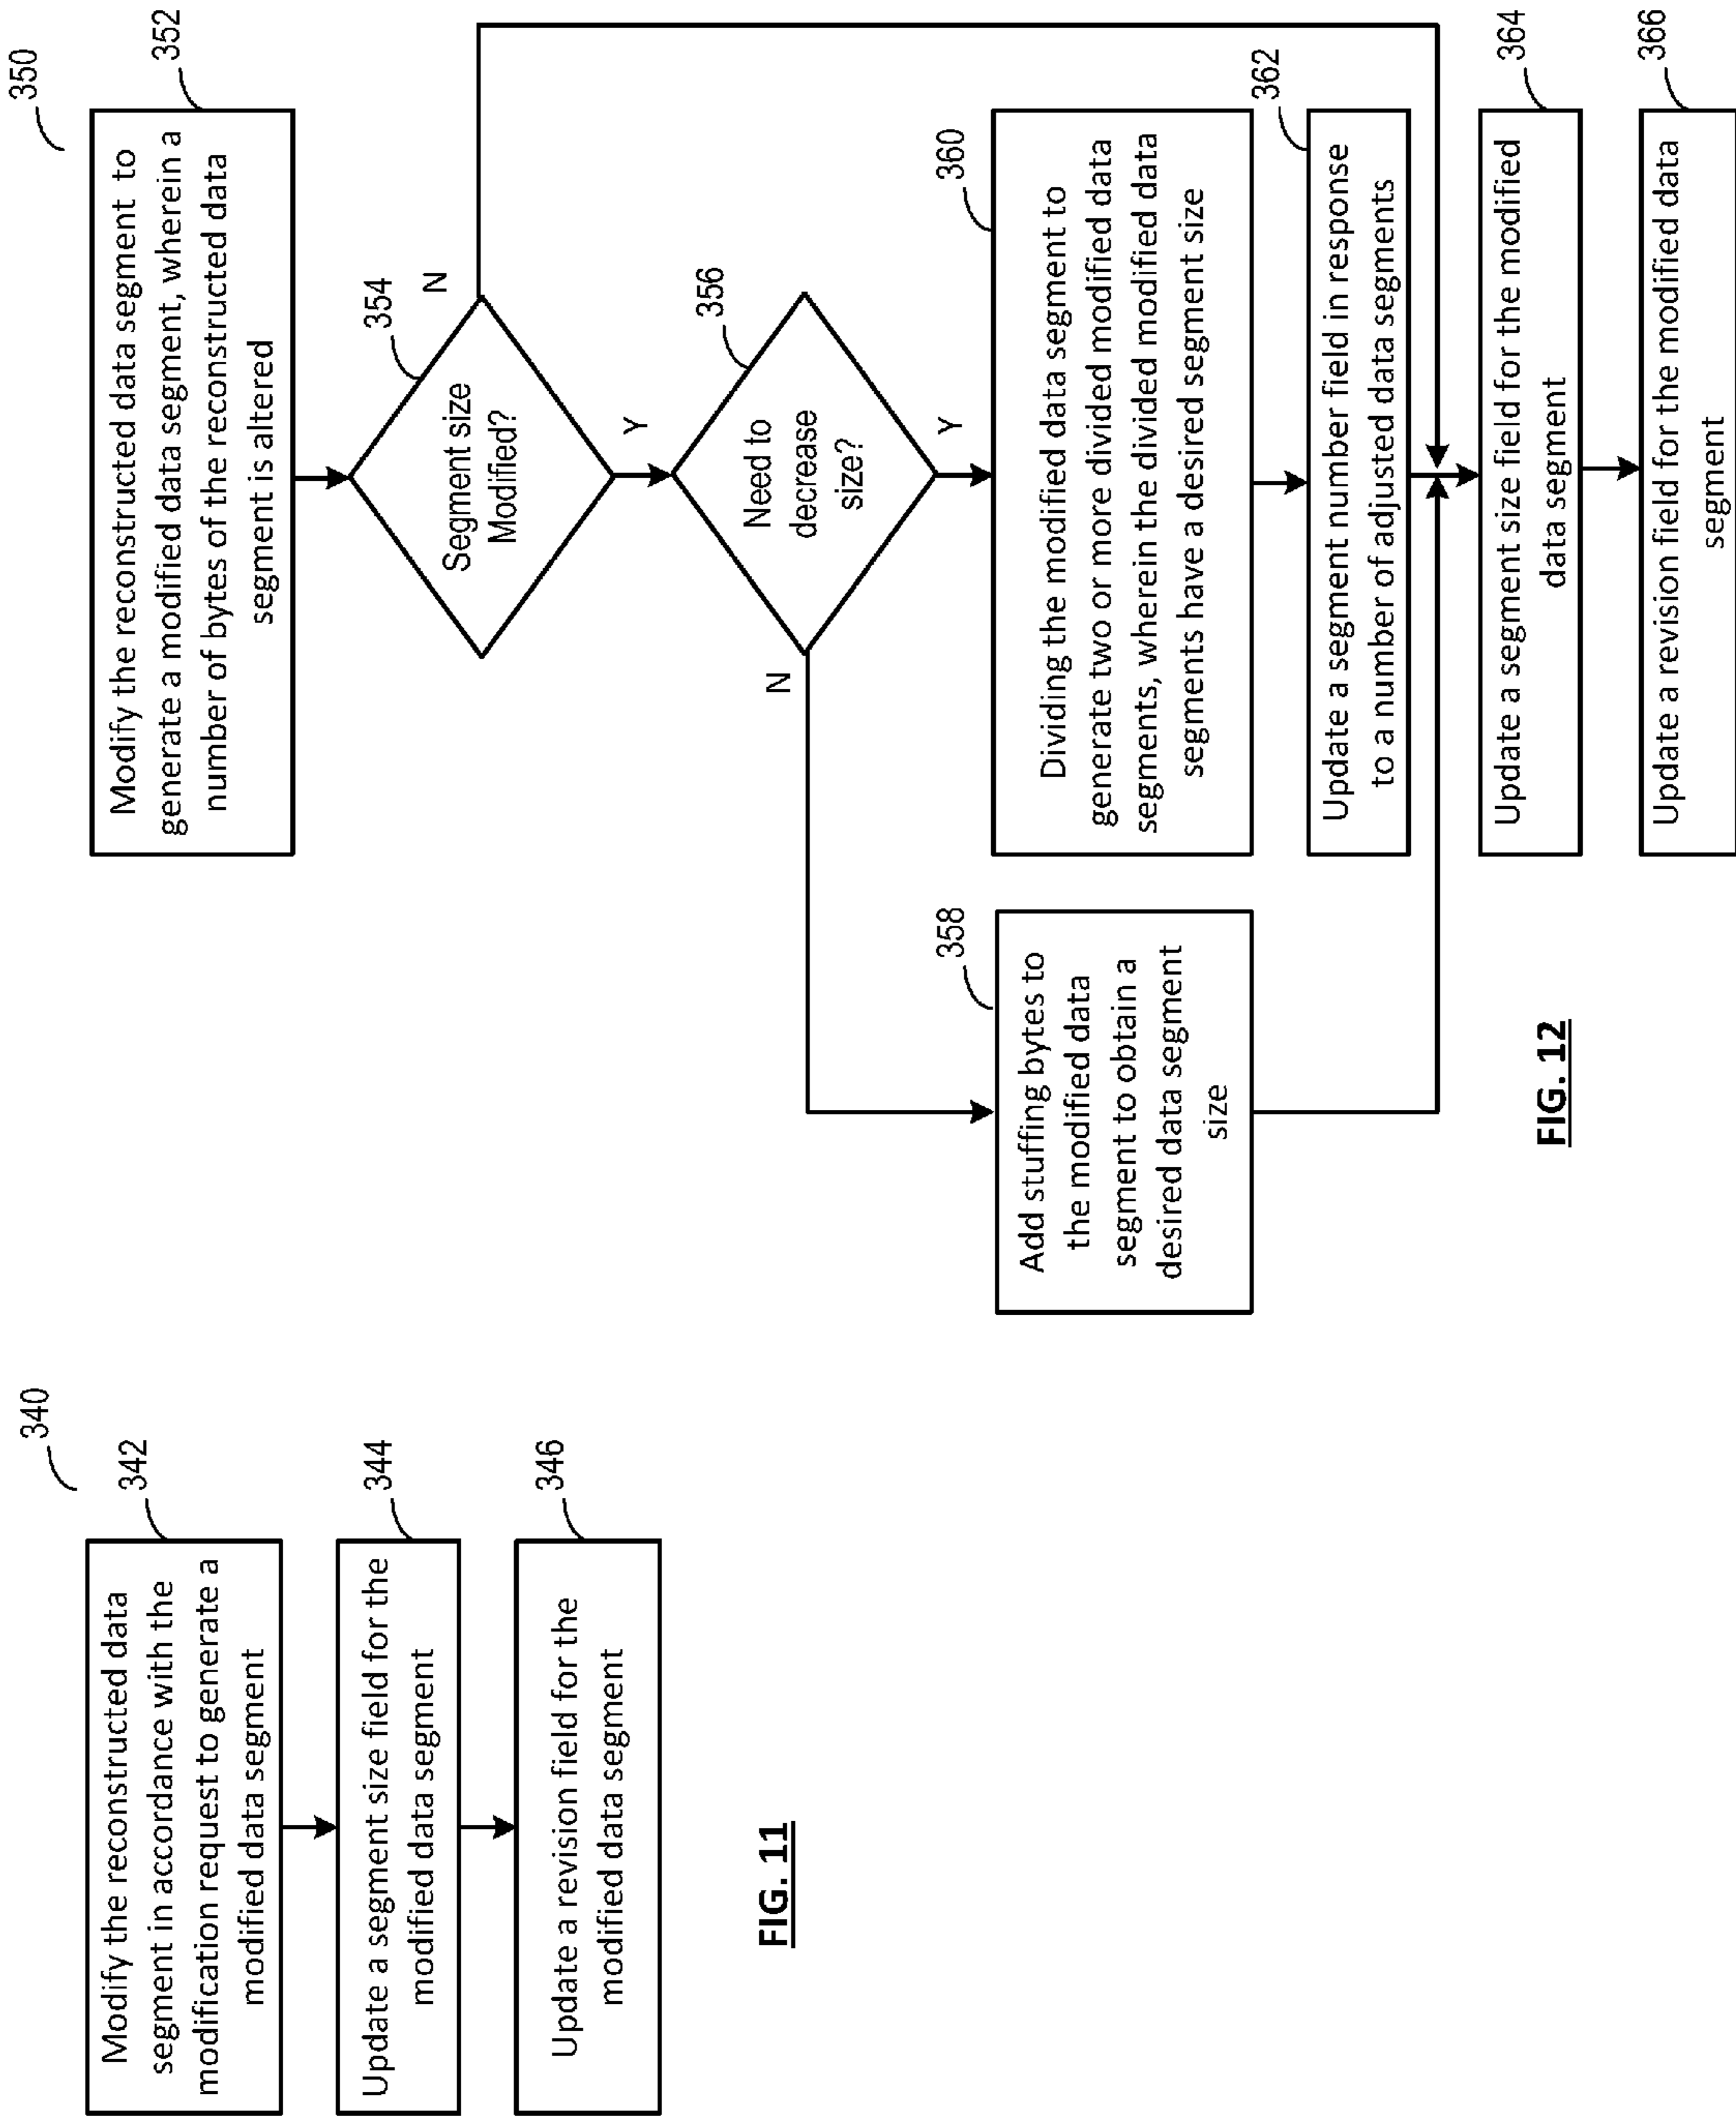 340
Modify the reconstructed data
segment in accordance with the
modification request to generate a
modified data segment
342
Update a segment size field for the
modified data segment
344
Update a revision field for the
modified data segment
346
FIG. 11
350
Modify the reconstructed data segment to
generate a modified data segment, wherein a
number of bytes of the reconstructed data
segment is altered
352
Segment size
Modified?
354
N
Y
Need to
decrease
size?
356
N
Y
Add stuffing bytes to
the modified data
segment to obtain a
desired data segment
size
358
Dividing the modified data segment to
generate two or more divided modified data
segments, wherein the divided modified data
segments have a desired segment size
360
Update a segment number field in response
to a number of adjusted data segments
362
Update a segment size field for the modified
data segment
364
Update a revision field for the modified data
segment
366
FIG. 12